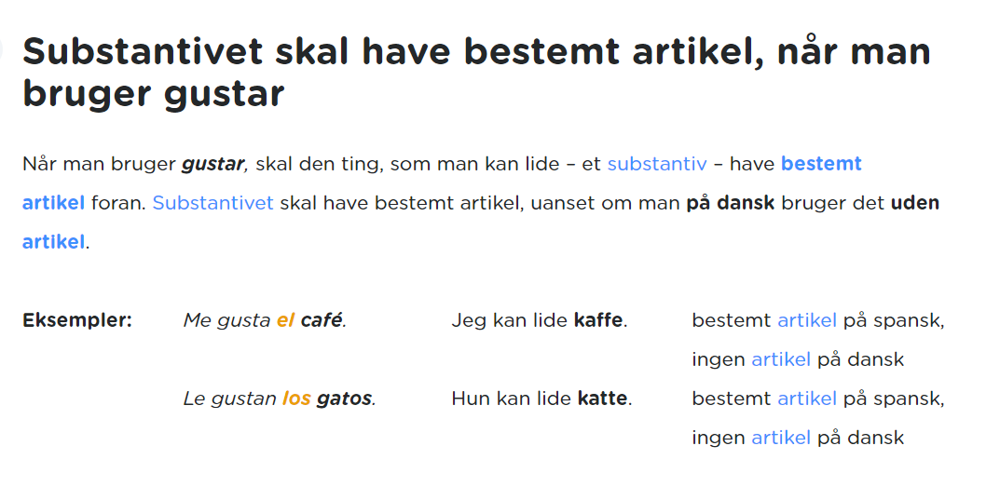 Substantivet skal have bestemt artikel, når man
bruger gustar
Når man bruger gustar, skal den ting, som man kan lide – et substantiv – have bestemt
artikel foran. Substantivet skal have bestemt artikel, uanset om man på dansk bruger det uden
artikel.
Eksempler: Me gusta el café. Jeg kan lide kaffe. bestemt artikel på spansk,
ingen artikel på dansk
Le gustan los gatos. Hun kan lide katte. bestemt artikel på spansk,
ingen artikel på dansk